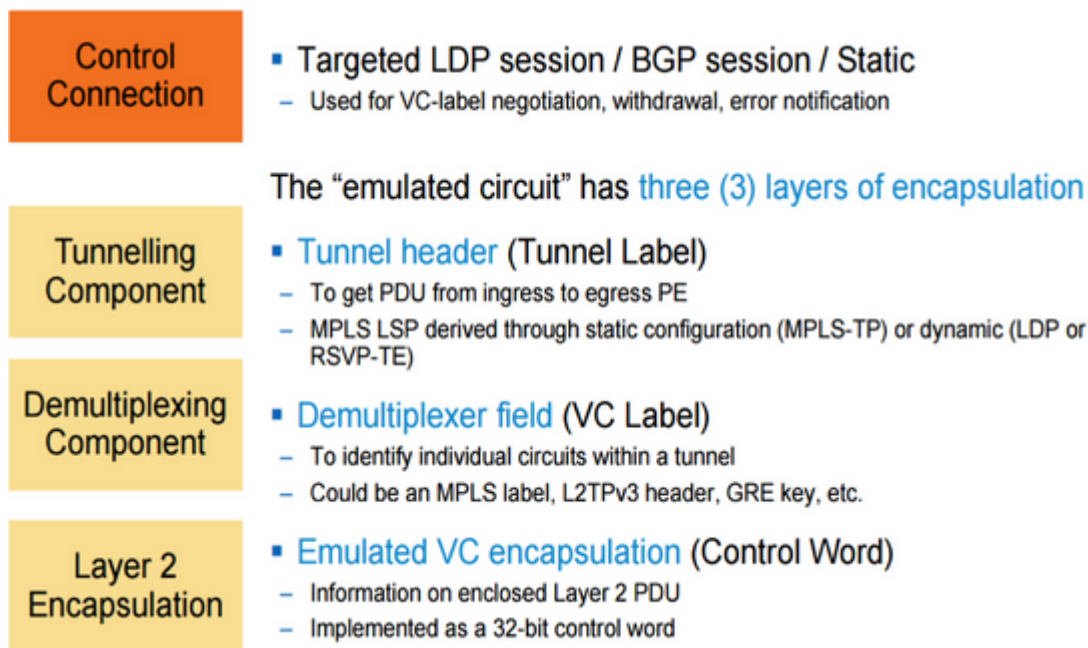 Control
Connection
▪ Targeted LDP session / BGP session / Static
– Used for VC-label negotiation, withdrawal, error notification
The “emulated circuit” has three (3) layers of encapsulation
Tunnelling
Component
▪ Tunnel header (Tunnel Label)
– To get PDU from ingress to egress PE
– MPLS LSP derived through static configuration (MPLS-TP) or dynamic (LDP or
RSVP-TE)
Demultiplexing
Component
▪ Demultiplexer field (VC Label)
– To identify individual circuits within a tunnel
– Could be an MPLS label, L2TPv3 header, GRE key, etc.
Layer 2
Encapsulation
▪ Emulated VC encapsulation (Control Word)
– Information on enclosed Layer 2 PDU
– Implemented as a 32-bit control word